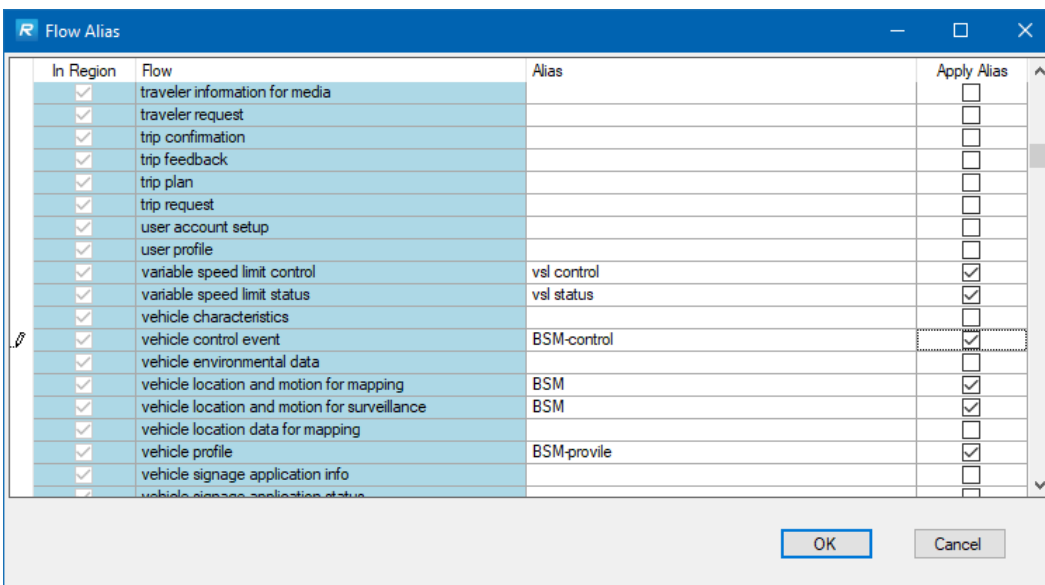 R Flow Alias
In Region Flow Alias Apply Alias
traveler information for media
traveler request
trip confirmation
trip feedback
trip plan
trip request
user account setup
user profile
variable speed limit control vsl control
variable speed limit status vsl status
vehicle characteristics
vehicle control event BSM-control
vehicle environmental data
vehicle location and motion for mapping BSM
vehicle location and motion for surveillance BSM
vehicle location data for mapping
vehicle profile BSM-provile
vehicle signage application info
vehicle signage application status
OK Cancel